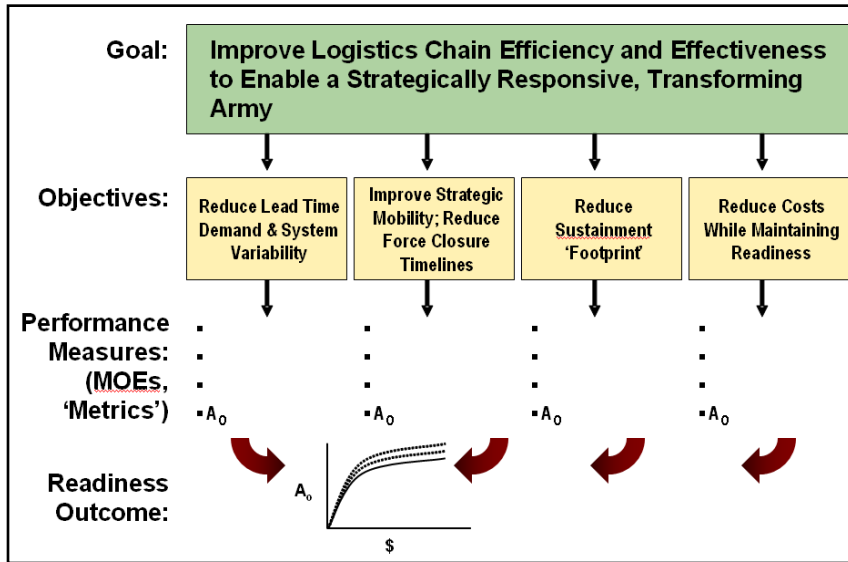 Goal:
Improve Logistics Chain Efficiency and Effectiveness
to Enable a Strategically Responsive, Transforming
Army
Objectives:
Reduce Lead Time
Demand & System
Variability
Improve Strategic
Mobility; Reduce
Force Closure
Timelines
Reduce
Sustainment
'Footprint'
Reduce Costs
While Maintaining
Readiness
Performance
Measures:
(MOEs,
'Metrics')
▪
▪
▪
▪ A₀
▪
▪
▪
▪ A₀
▪
▪
▪
▪ A₀
▪
▪
▪
▪ A₀
Readiness
Outcome:
A₀
$